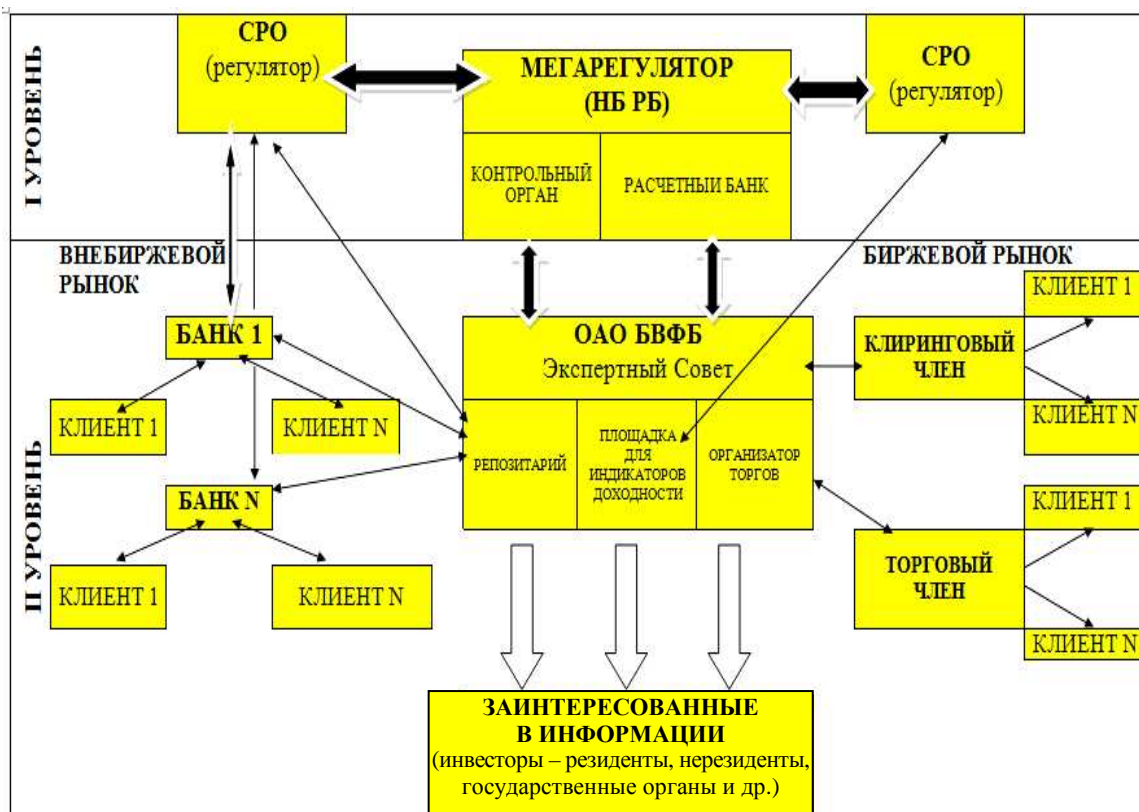 I УРОВЕНЬ
СРО
(регулятор)
МЕГАРЕГУЛЯТОР
(НБ РБ)
КОНТРОЛЬНЫЙ
ОРГАН
РАСЧЕТНЫЙ БАНК
СРО
(регулятор)
II УРОВЕНЬ
ВНЕБИРЖЕВОЙ
РЫНОК
БИРЖЕВОЙ РЫНОК
БАНК 1
КЛИЕНТ 1
КЛИЕНТ N
БАНК N
КЛИЕНТ 1
КЛИЕНТ N
ОАО БВФБ
Экспертный Совет
РЕПОЗИТАРИЙ
ПЛОЩАДКА
ДЛЯ
ИНДИКАТОРОВ
ДОХОДНОСТИ
ОРГАНИЗАТОР
ТОРГОВ
КЛИЕНТ 1
КЛИРИНГОВЫЙ
ЧЛЕН
КЛИЕНТ N
КЛИЕНТ 1
ТОРГОВЫЙ
ЧЛЕН
КЛИЕНТ N
ЗАИНТЕРЕСОВАННЫЕ
В ИНФОРМАЦИИ
(инвесторы – резиденты, нерезиденты,
государственные органы и др.)